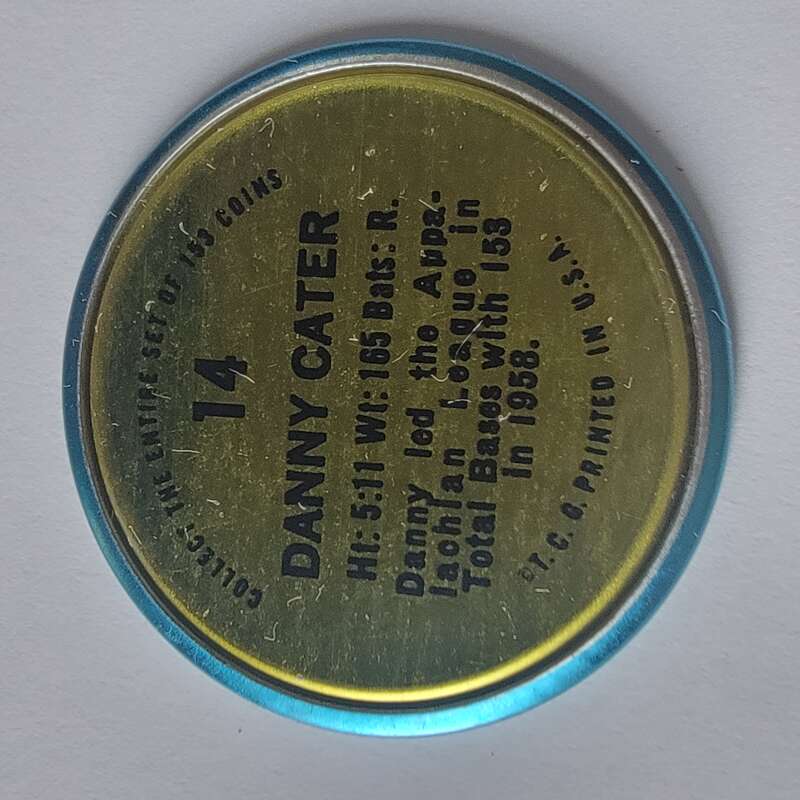 COLLECT THE ENTIRE SET OF 153 COINS
14
DANNY CATER
Ht: 5:11 Wt: 165 Bats: R.
Danny led the Appa-
lachian League in
Total Bases with 153
in 1958.
©T. C. G. PRINTED IN U.S.A.